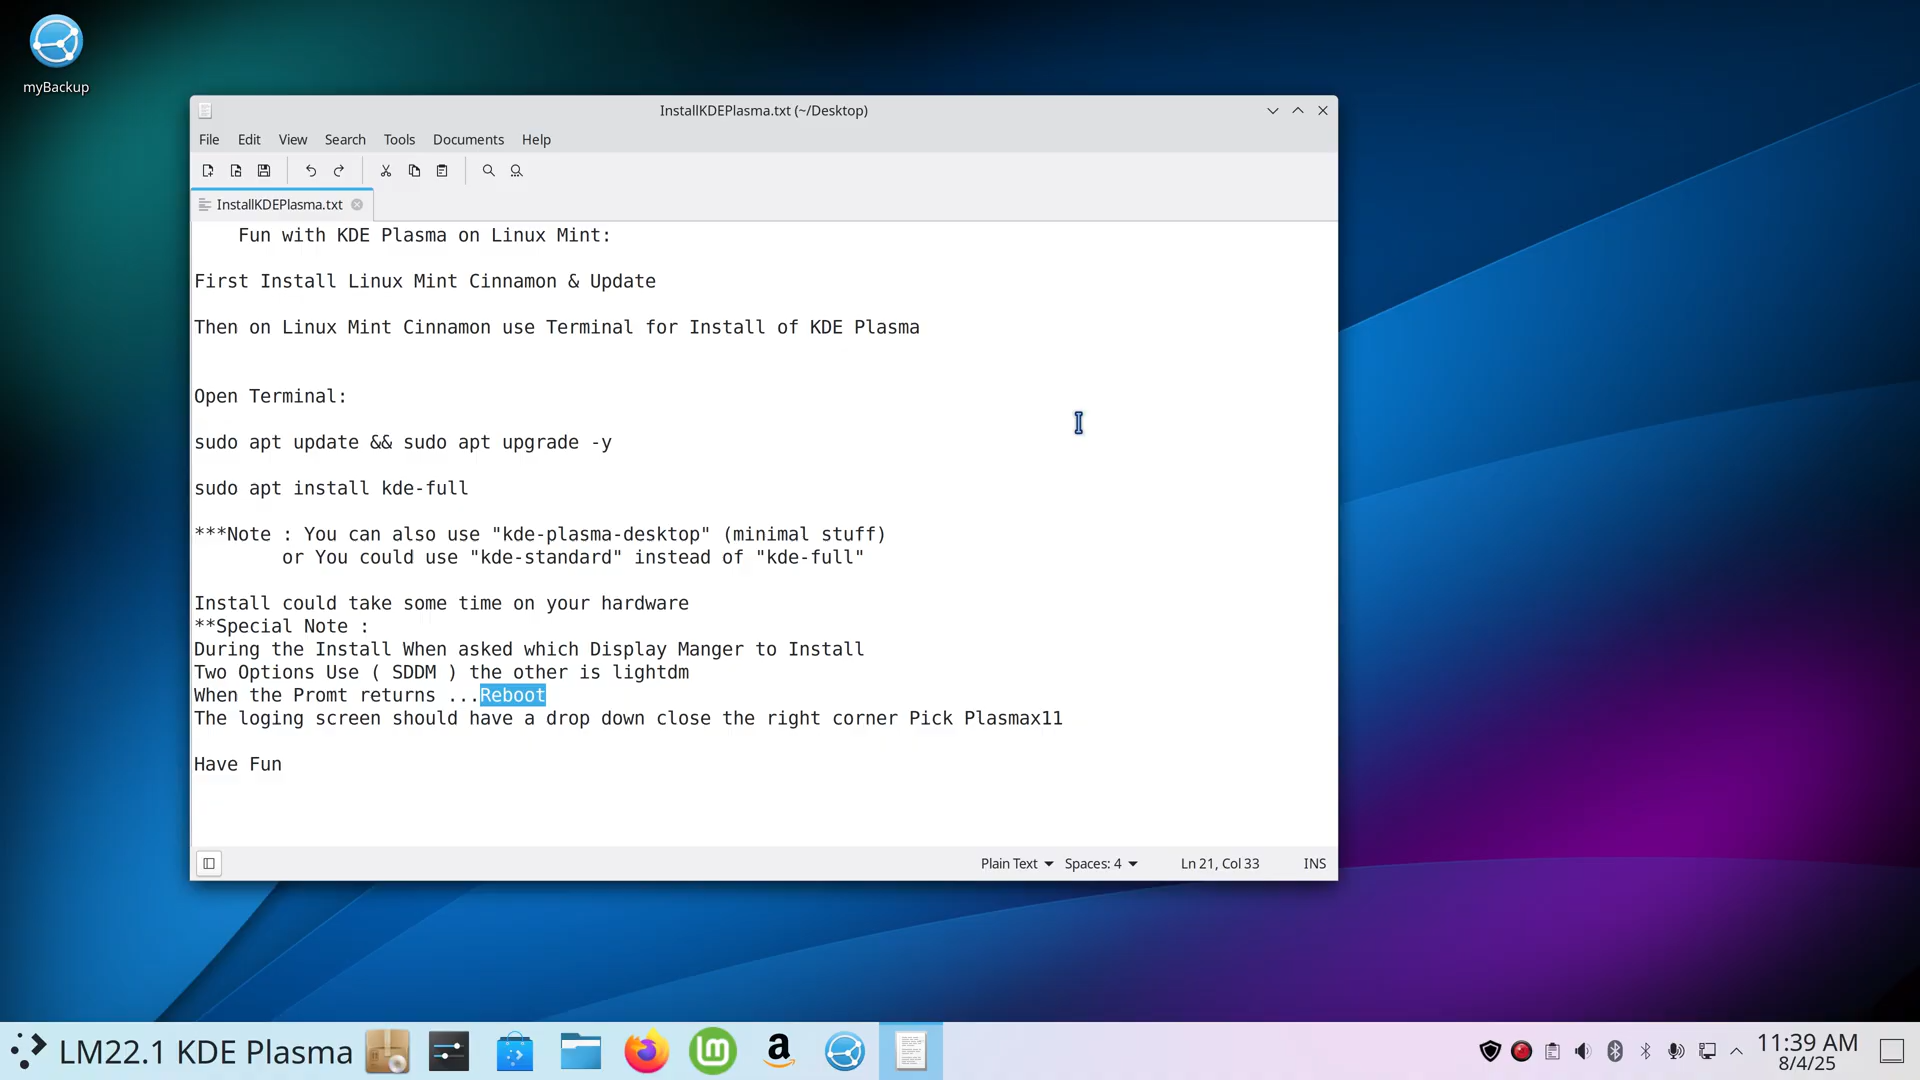 myBackup
InstallKDEPlasma.txt (~/Desktop)
File Edit View Search Tools Documents Help
InstallKDEPlasma.txt
Fun with KDE Plasma on Linux Mint:
First Install Linux Mint Cinnamon & Update
Then on Linux Mint Cinnamon use Terminal for Install of KDE Plasma
Open Terminal:
sudo apt update && sudo apt upgrade -y
sudo apt install kde-full
***Note : You can also use "kde-plasma-desktop" (minimal stuff)
or You could use "kde-standard" instead of "kde-full"
Install could take some time on your hardware
**Special Note :
During the Install When asked which Display Manger to Install
Two Options Use ( SDDM ) the other is lightdm
When the Promt returns ...Reboot
The loging screen should have a drop down close the right corner Pick Plasmax11
Have Fun
Plain Text Spaces: 4 Ln 21, Col 33 INS
LM22.1 KDE Plasma
lm
a
11:39 AM
8/4/25